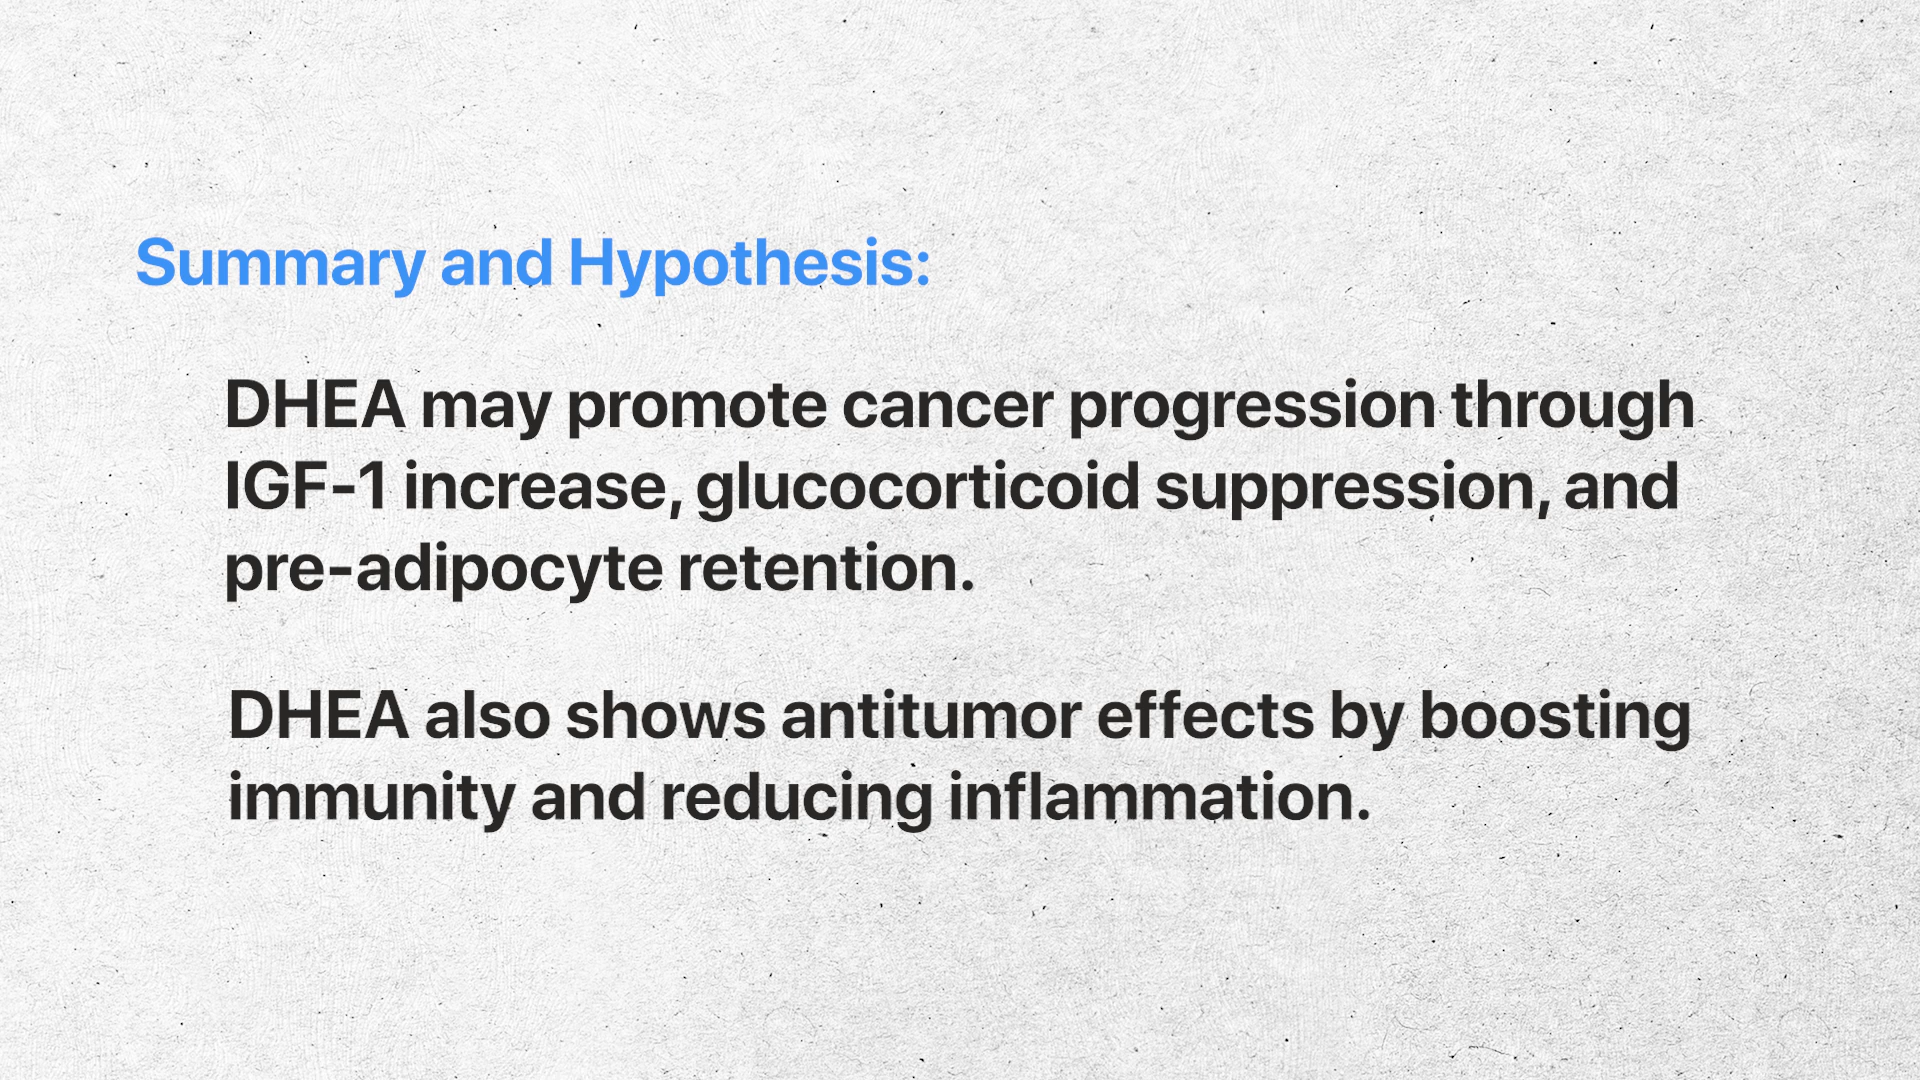 Summary and Hypothesis:
DHEA may promote cancer progression through
IGF-1 increase, glucocorticoid suppression, and
pre-adipocyte retention.
DHEA also shows antitumor effects by boosting
immunity and reducing inflammation.